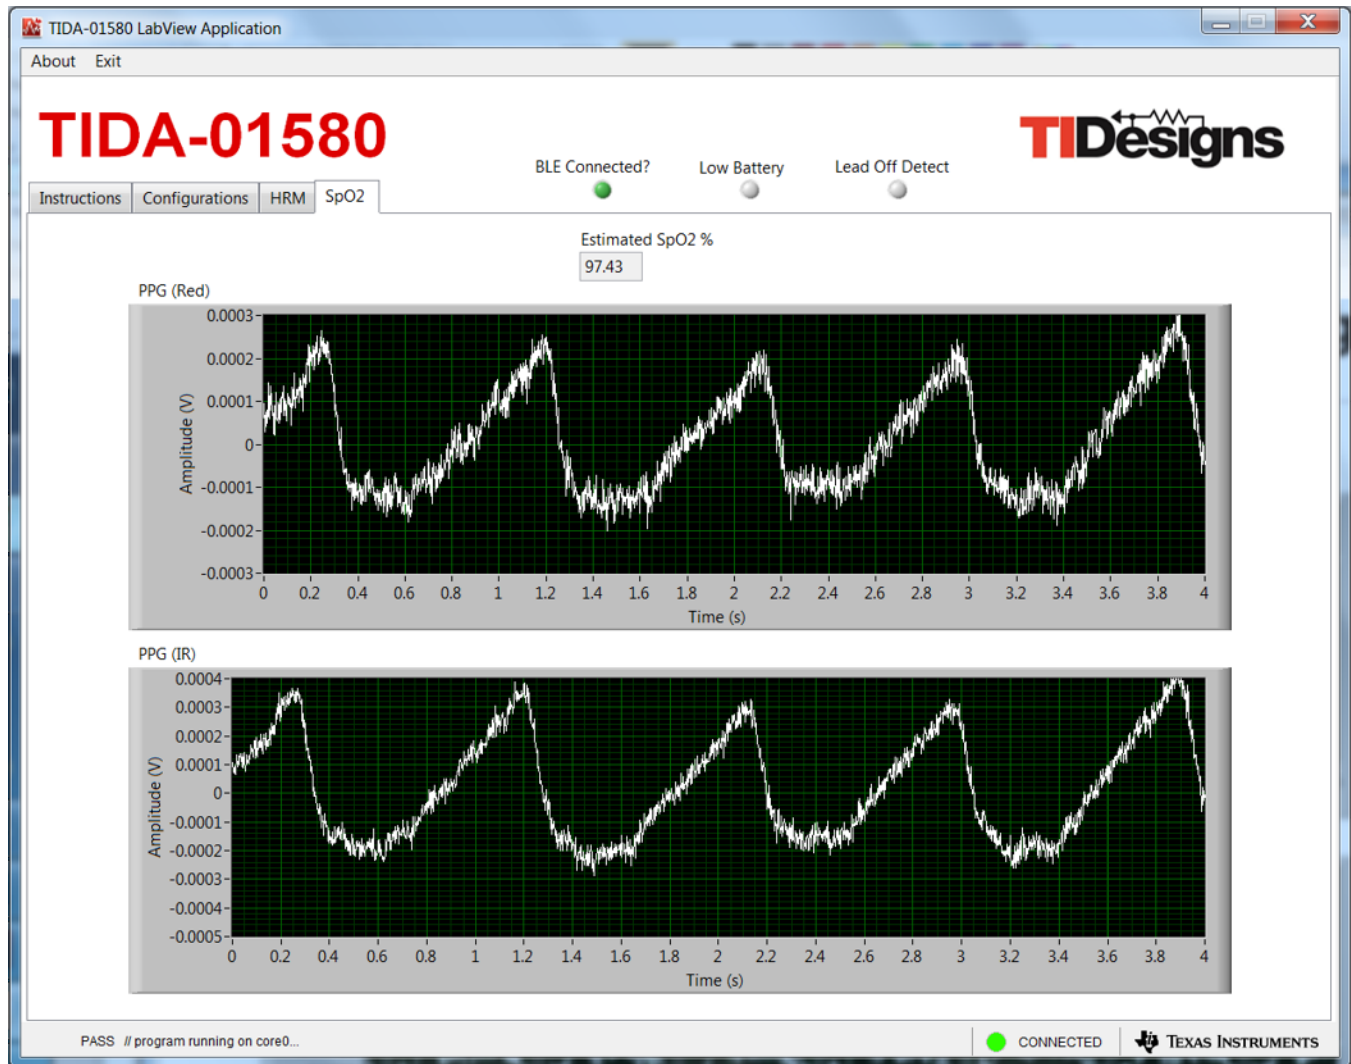 TIDA-01580 LabView Application
About Exit
TIDA-01580
TIDesigns
BLE Connected? Low Battery Lead Off Detect
Instructions Configurations HRM SpO2
Estimated SpO2 %
97.43
PPG (Red)
0.0003
0.0002
0.0001
0
-0.0001
-0.0002
-0.0003
Amplitude (V)
0 0.2 0.4 0.6 0.8 1 1.2 1.4 1.6 1.8 2 2.2 2.4 2.6 2.8 3 3.2 3.4 3.6 3.8 4
Time (s)
PPG (IR)
0.0004
0.0003
0.0002
0.0001
0
-0.0001
-0.0002
-0.0003
-0.0004
-0.0005
Amplitude (V)
0 0.2 0.4 0.6 0.8 1 1.2 1.4 1.6 1.8 2 2.2 2.4 2.6 2.8 3 3.2 3.4 3.6 3.8 4
Time (s)
PASS // program running on core0... CONNECTED TEXAS INSTRUMENTS